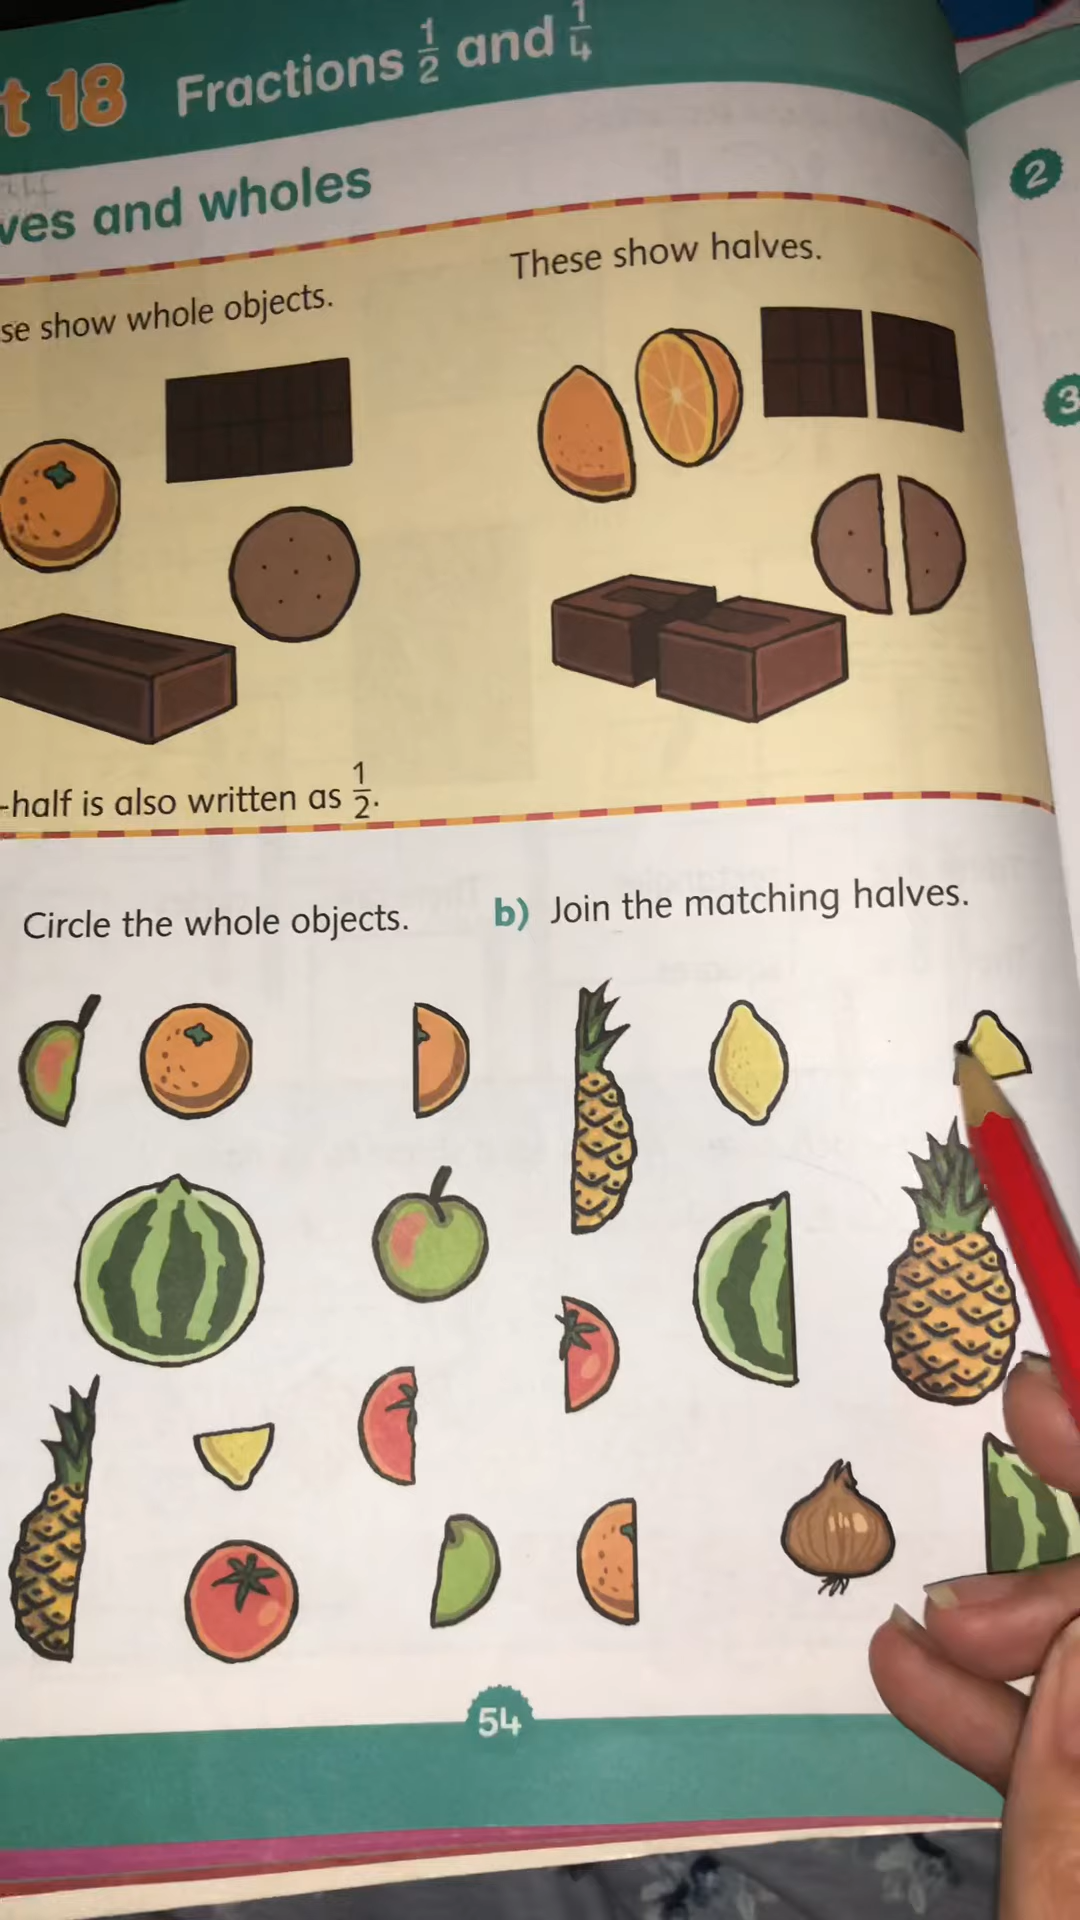 t 18 Fractions 1/2 and 1/4
ves and wholes
se show whole objects.
These show halves.
-half is also written as 1/2.
Circle the whole objects.
b) Join the matching halves.
2
3
54